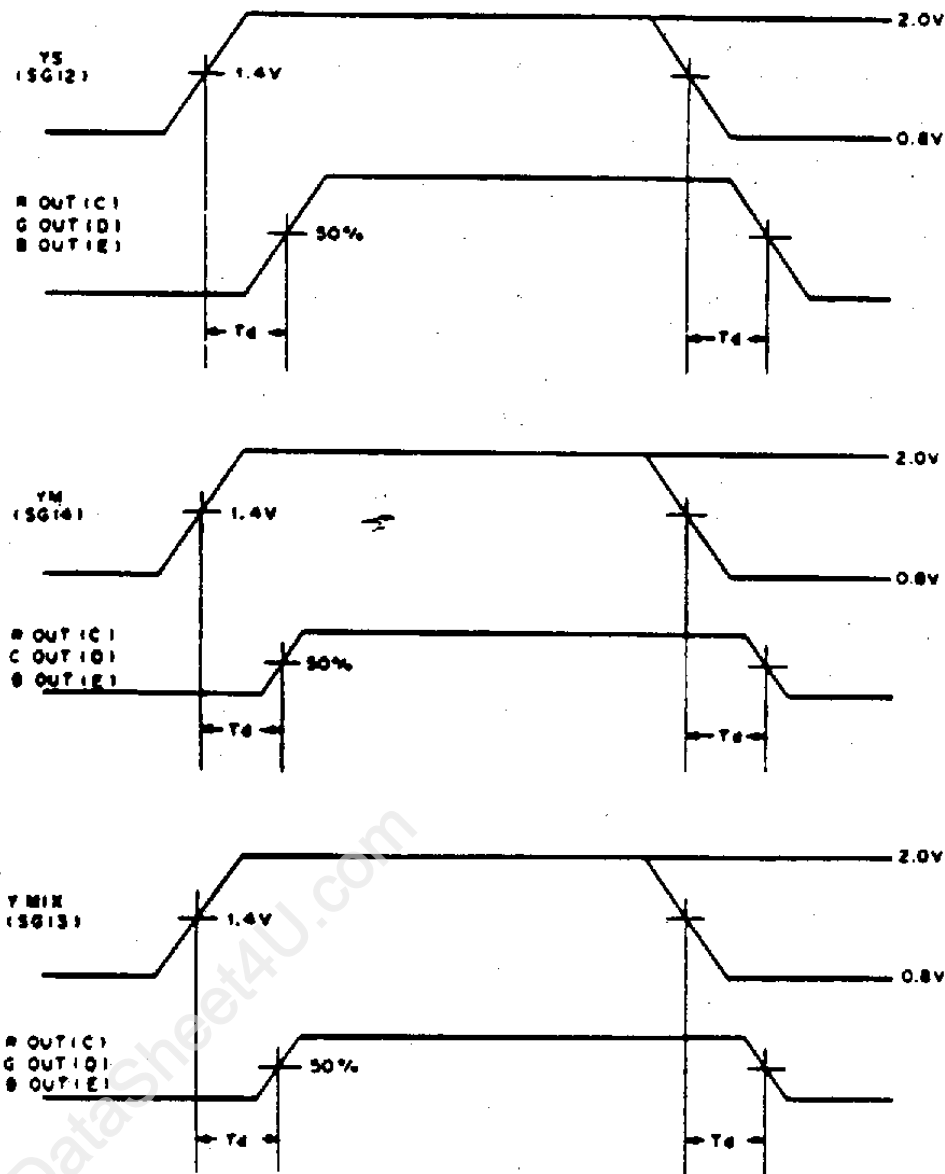 2.0V
YS
(SG12)
1.4V
0.8V
R OUT(C)
G OUT(D)
B OUT(E)
50%
Td
Td
2.0V
YM
(SG14)
1.4V
0.8V
R OUT(C)
C OUT(D)
B OUT(E)
50%
Td
Td
2.0V
Y MIX
(SG13)
1.4V
0.8V
R OUT(C)
G OUT(D)
B OUT(E)
50%
Td
Td
DataSheet4U.com